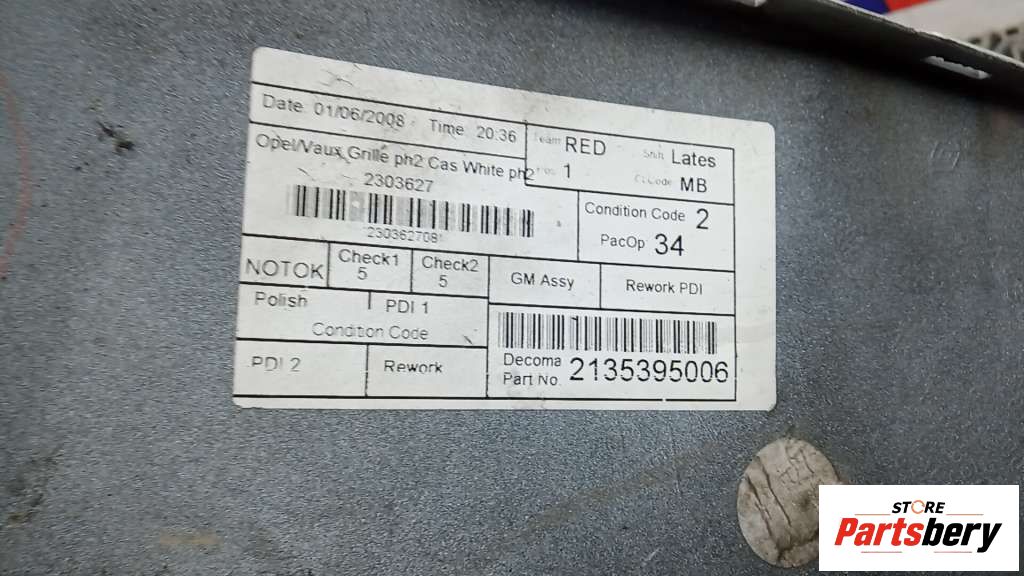 Date 01/06/2008 Time 20:36
Team RED Shift Lates
1 MB
Opel/Vaux Grille ph2 Cas White ph2
2303627
2303627081
Condition Code 2
PacOp 34
NOTOK Check1 5 Check2 5
GM Assy Rework PDI
Polish PDI 1
Condition Code
PDI 2 Rework
Decoma Part No. 2135395006
STORE
Partsbery